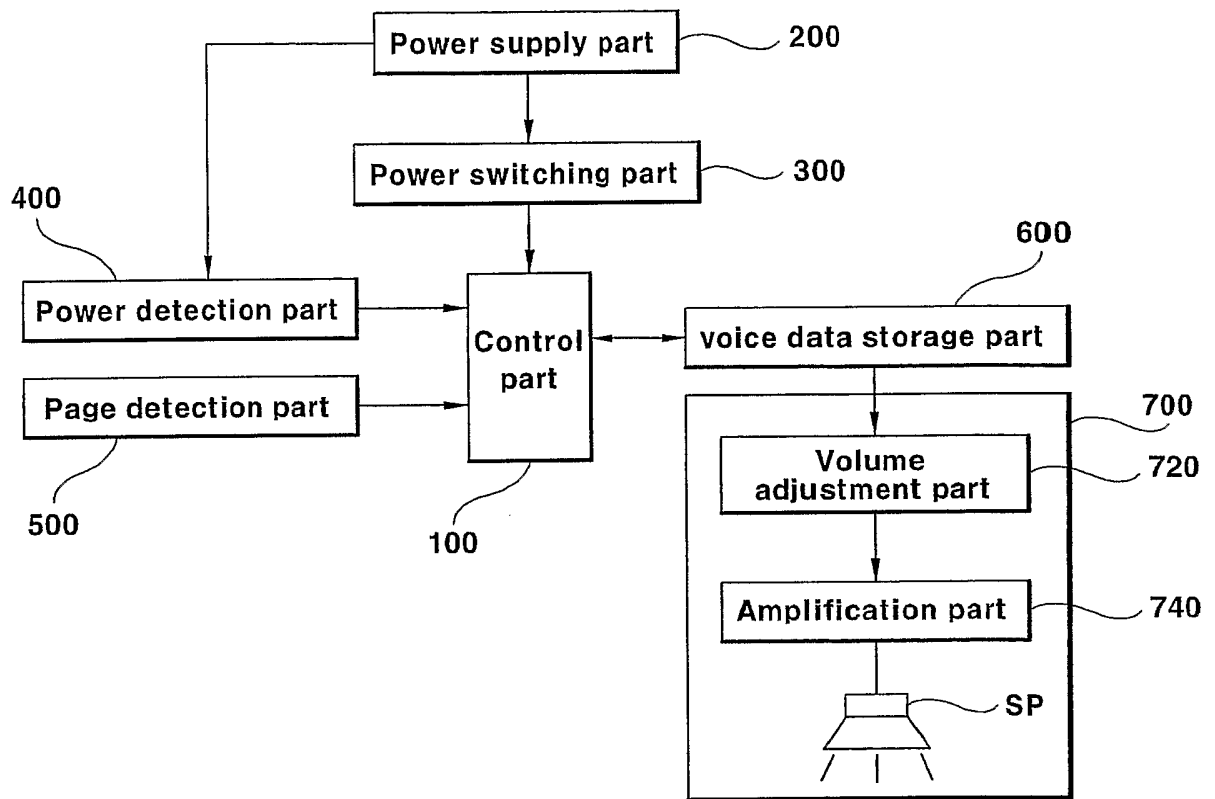 Power supply part
200
Power switching part
300
400
Power detection part
600
Control
part
voice data storage part
Page detection part
500
100
700
Volume
adjustment part
720
Amplification part
740
SP